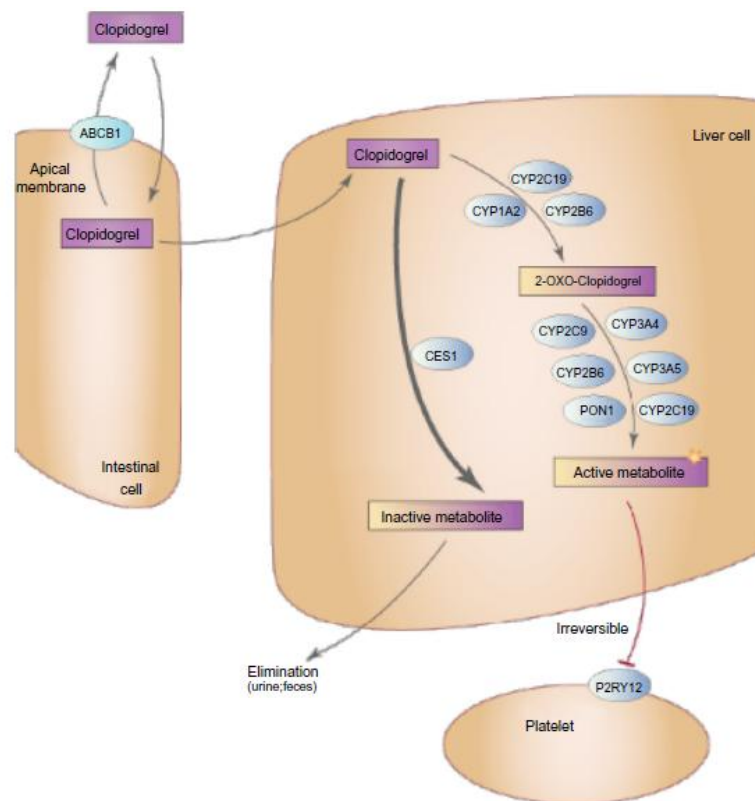 Clopidogrel
ABCB1
Apical
membrane
Clopidogrel
Intestinal
cell
Liver cell
Clopidogrel
CYP2C19
CYP1A2
CYP2B6
2-OXO-Clopidogrel
CYP2C9
CYP3A4
CYP2B6
CYP3A5
PON1
CYP2C19
CES1
Active metabolite
Inactive metabolite
Elimination
(urine;feces)
Irreversible
P2RY12
Platelet